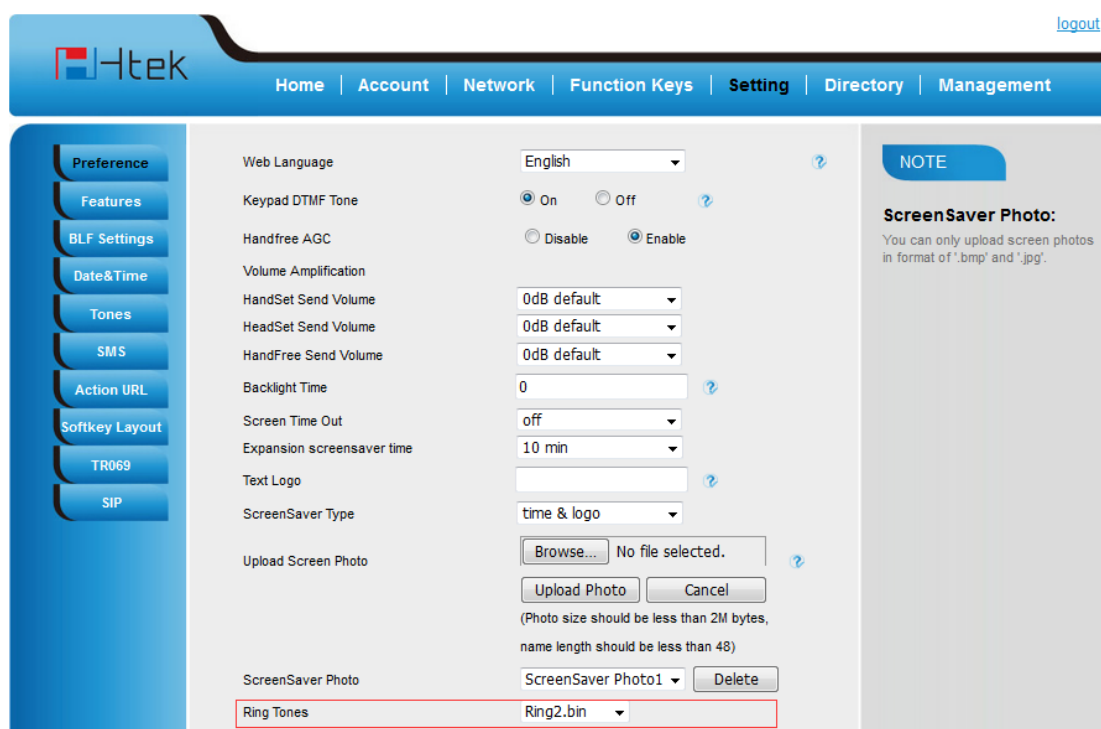 logout
Htek
Home | Account | Network | Function Keys | Setting | Directory | Management
Preference
Features
BLF Settings
Date&Time
Tones
SMS
Action URL
Softkey Layout
TR069
SIP
Web Language English
Keypad DTMF Tone On Off
Handfree AGC Disable Enable
Volume Amplification
HandSet Send Volume 0dB default
HeadSet Send Volume 0dB default
HandFree Send Volume 0dB default
Backlight Time 0
Screen Time Out off
Expansion screensaver time 10 min
Text Logo
ScreenSaver Type time & logo
Upload Screen Photo Browse... No file selected.
Upload Photo Cancel
(Photo size should be less than 2M bytes,
name length should be less than 48)
ScreenSaver Photo ScreenSaver Photo1 Delete
Ring Tones Ring2.bin
NOTE
ScreenSaver Photo:
You can only upload screen photos
in format of '.bmp' and '.jpg'.